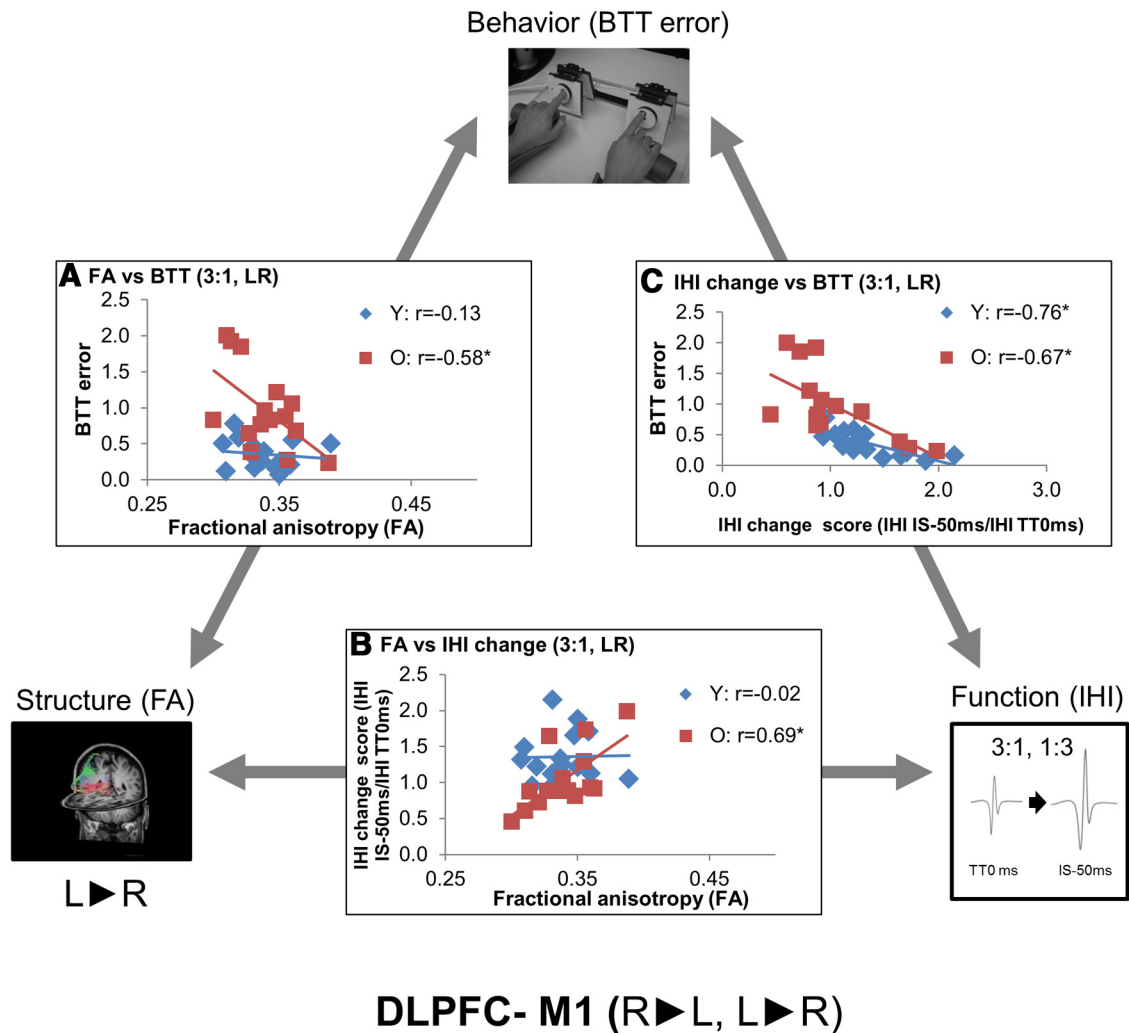 Behavior (BTT error)
A FA vs BTT (3:1, LR)
2.5
2.0
1.5
1.0
0.5
0.0
BTT error
Y: r=-0.13
O: r=-0.58*
0.25
0.35
0.45
Fractional anisotropy (FA)
C IHI change vs BTT (3:1, LR)
2.5
2.0
1.5
1.0
0.5
0.0
BTT error
Y: r=-0.76*
O: r=-0.67*
0.0
1.0
2.0
3.0
IHI change score (IHI IS-50ms/IHI TT0ms)
B FA vs IHI change (3:1, LR)
2.5
2.0
1.5
1.0
0.5
0.0
IHI change score (IHI
IS-50ms/IHI TT0ms)
Y: r=-0.02
O: r=0.69*
0.25
0.35
0.45
Fractional anisotropy (FA)
Structure (FA)
L►R
Function (IHI)
3:1, 1:3
TT0 ms
IS-50ms
DLPFC- M1 (R►L, L►R)